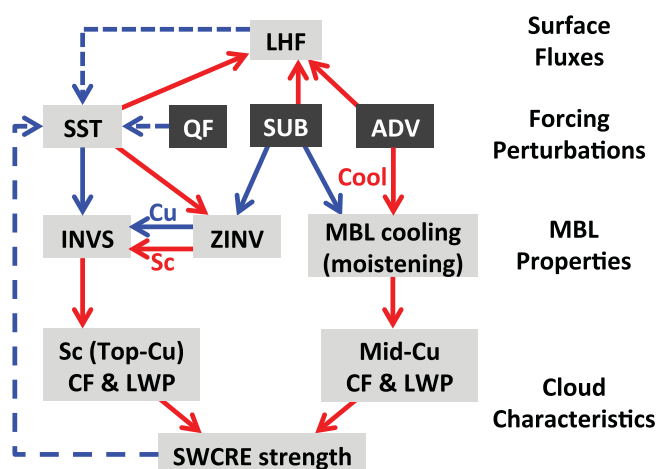 LHF
Surface
Fluxes
SST
QF
SUB
ADV
Forcing
Perturbations
Cool
Cu
INVS
ZINV
Sc
MBL cooling
(moistening)
MBL
Properties
Sc (Top-Cu)
CF & LWP
Mid-Cu
CF & LWP
Cloud
Characteristics
SWCRE strength